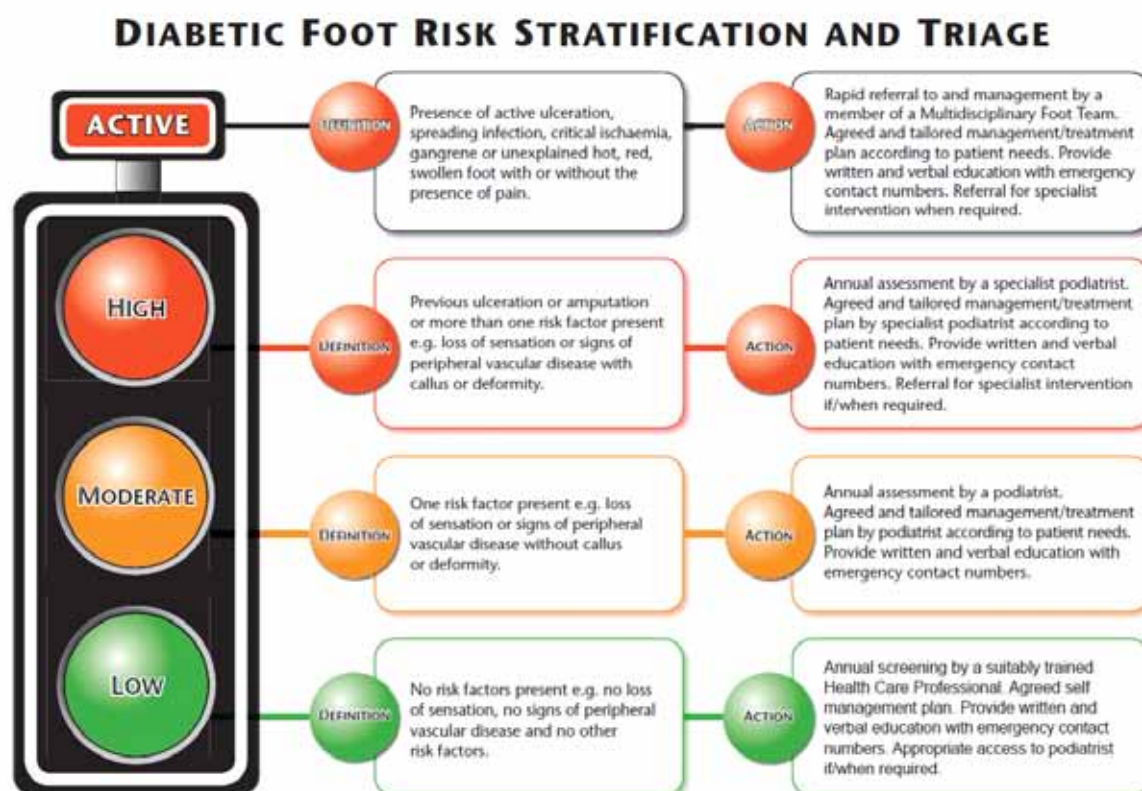 DIABETIC FOOT RISK STRATIFICATION AND TRIAGE
ACTIVE
DEFINITION
Presence of active ulceration,
spreading infection, critical ischaemia,
gangrene or unexplained hot, red,
swollen foot with or without the
presence of pain.
ACTION
Rapid referral to and management by a
member of a Multidisciplinary Foot Team.
Agreed and tailored management/treatment
plan according to patient needs. Provide
written and verbal education with emergency
contact numbers. Referral for specialist
intervention when required.
HIGH
DEFINITION
Previous ulceration or amputation
or more than one risk factor present
e.g. loss of sensation or signs of
peripheral vascular disease with
callus or deformity.
ACTION
Annual assessment by a specialist podiatrist.
Agreed and tailored management/treatment
plan by specialist podiatrist according to
patient needs. Provide written and verbal
education with emergency contact
numbers. Referral for specialist intervention
if/when required.
MODERATE
DEFINITION
One risk factor present e.g. loss
of sensation or signs of peripheral
vascular disease without callus
or deformity.
ACTION
Annual assessment by a podiatrist.
Agreed and tailored management/treatment
plan by podiatrist according to patient needs.
Provide written and verbal education with
emergency contact numbers.
LOW
DEFINITION
No risk factors present e.g. no loss
of sensation, no signs of peripheral
vascular disease and no other
risk factors.
ACTION
Annual screening by a suitably trained
Health Care Professional. Agreed self
management plan. Provide written and
verbal education with emergency contact
numbers. Appropriate access to podiatrist
if/when required.